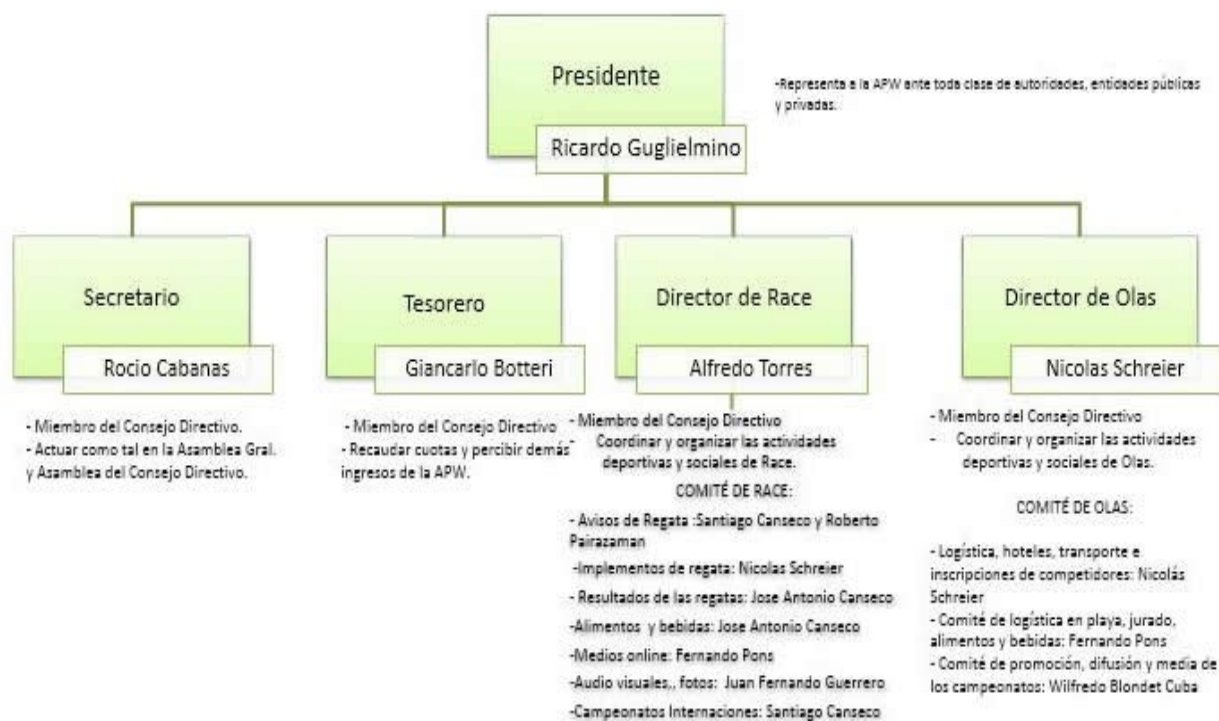 Presidente
Ricardo Guglielmino
-Representa a la APW ante toda clase de autoridades, entidades públicas
y privadas.
Secretario
Rocio Cabanas
- Miembro del Consejo Directivo.
- Actuar como tal en la Asamblea Gral.
y Asamblea del Consejo Directivo.
Tesorero
Giancarlo Botteri
- Miembro del Consejo Directivo
- Recaudar cuotas y percibir demás
ingresos de la APW.
Director de Race
Alfredo Torres
- Miembro del Consejo Directivo
- Coordinar y organizar las actividades
deportivas y sociales de Race.
COMITÉ DE RACE:
- Avisos de Regata :Santiago Canseco y Roberto
Pairazaman
-Implementos de regata: Nicolas Schreier
- Resultados de las regatas: Jose Antonio Canseco
-Alimentos y bebidas: Jose Antonio Canseco
-Medios online: Fernando Pons
-Audio visuales,, fotos: Juan Fernando Guerrero
-Campeonatos Internaciones: Santiago Canseco
Director de Olas
Nicolas Schreier
- Miembro del Consejo Directivo
- Coordinar y organizar las actividades
deportivas y sociales de Olas.
COMITÉ DE OLAS:
- Logística, hoteles, transporte e
inscripciones de competidores: Nicolás
Schreier
- Comité de logística en playa, jurado,
alimentos y bebidas: Fernando Pons
- Comité de promoción, difusión y media de
los campeonatos: Wilfredo Blondet Cuba